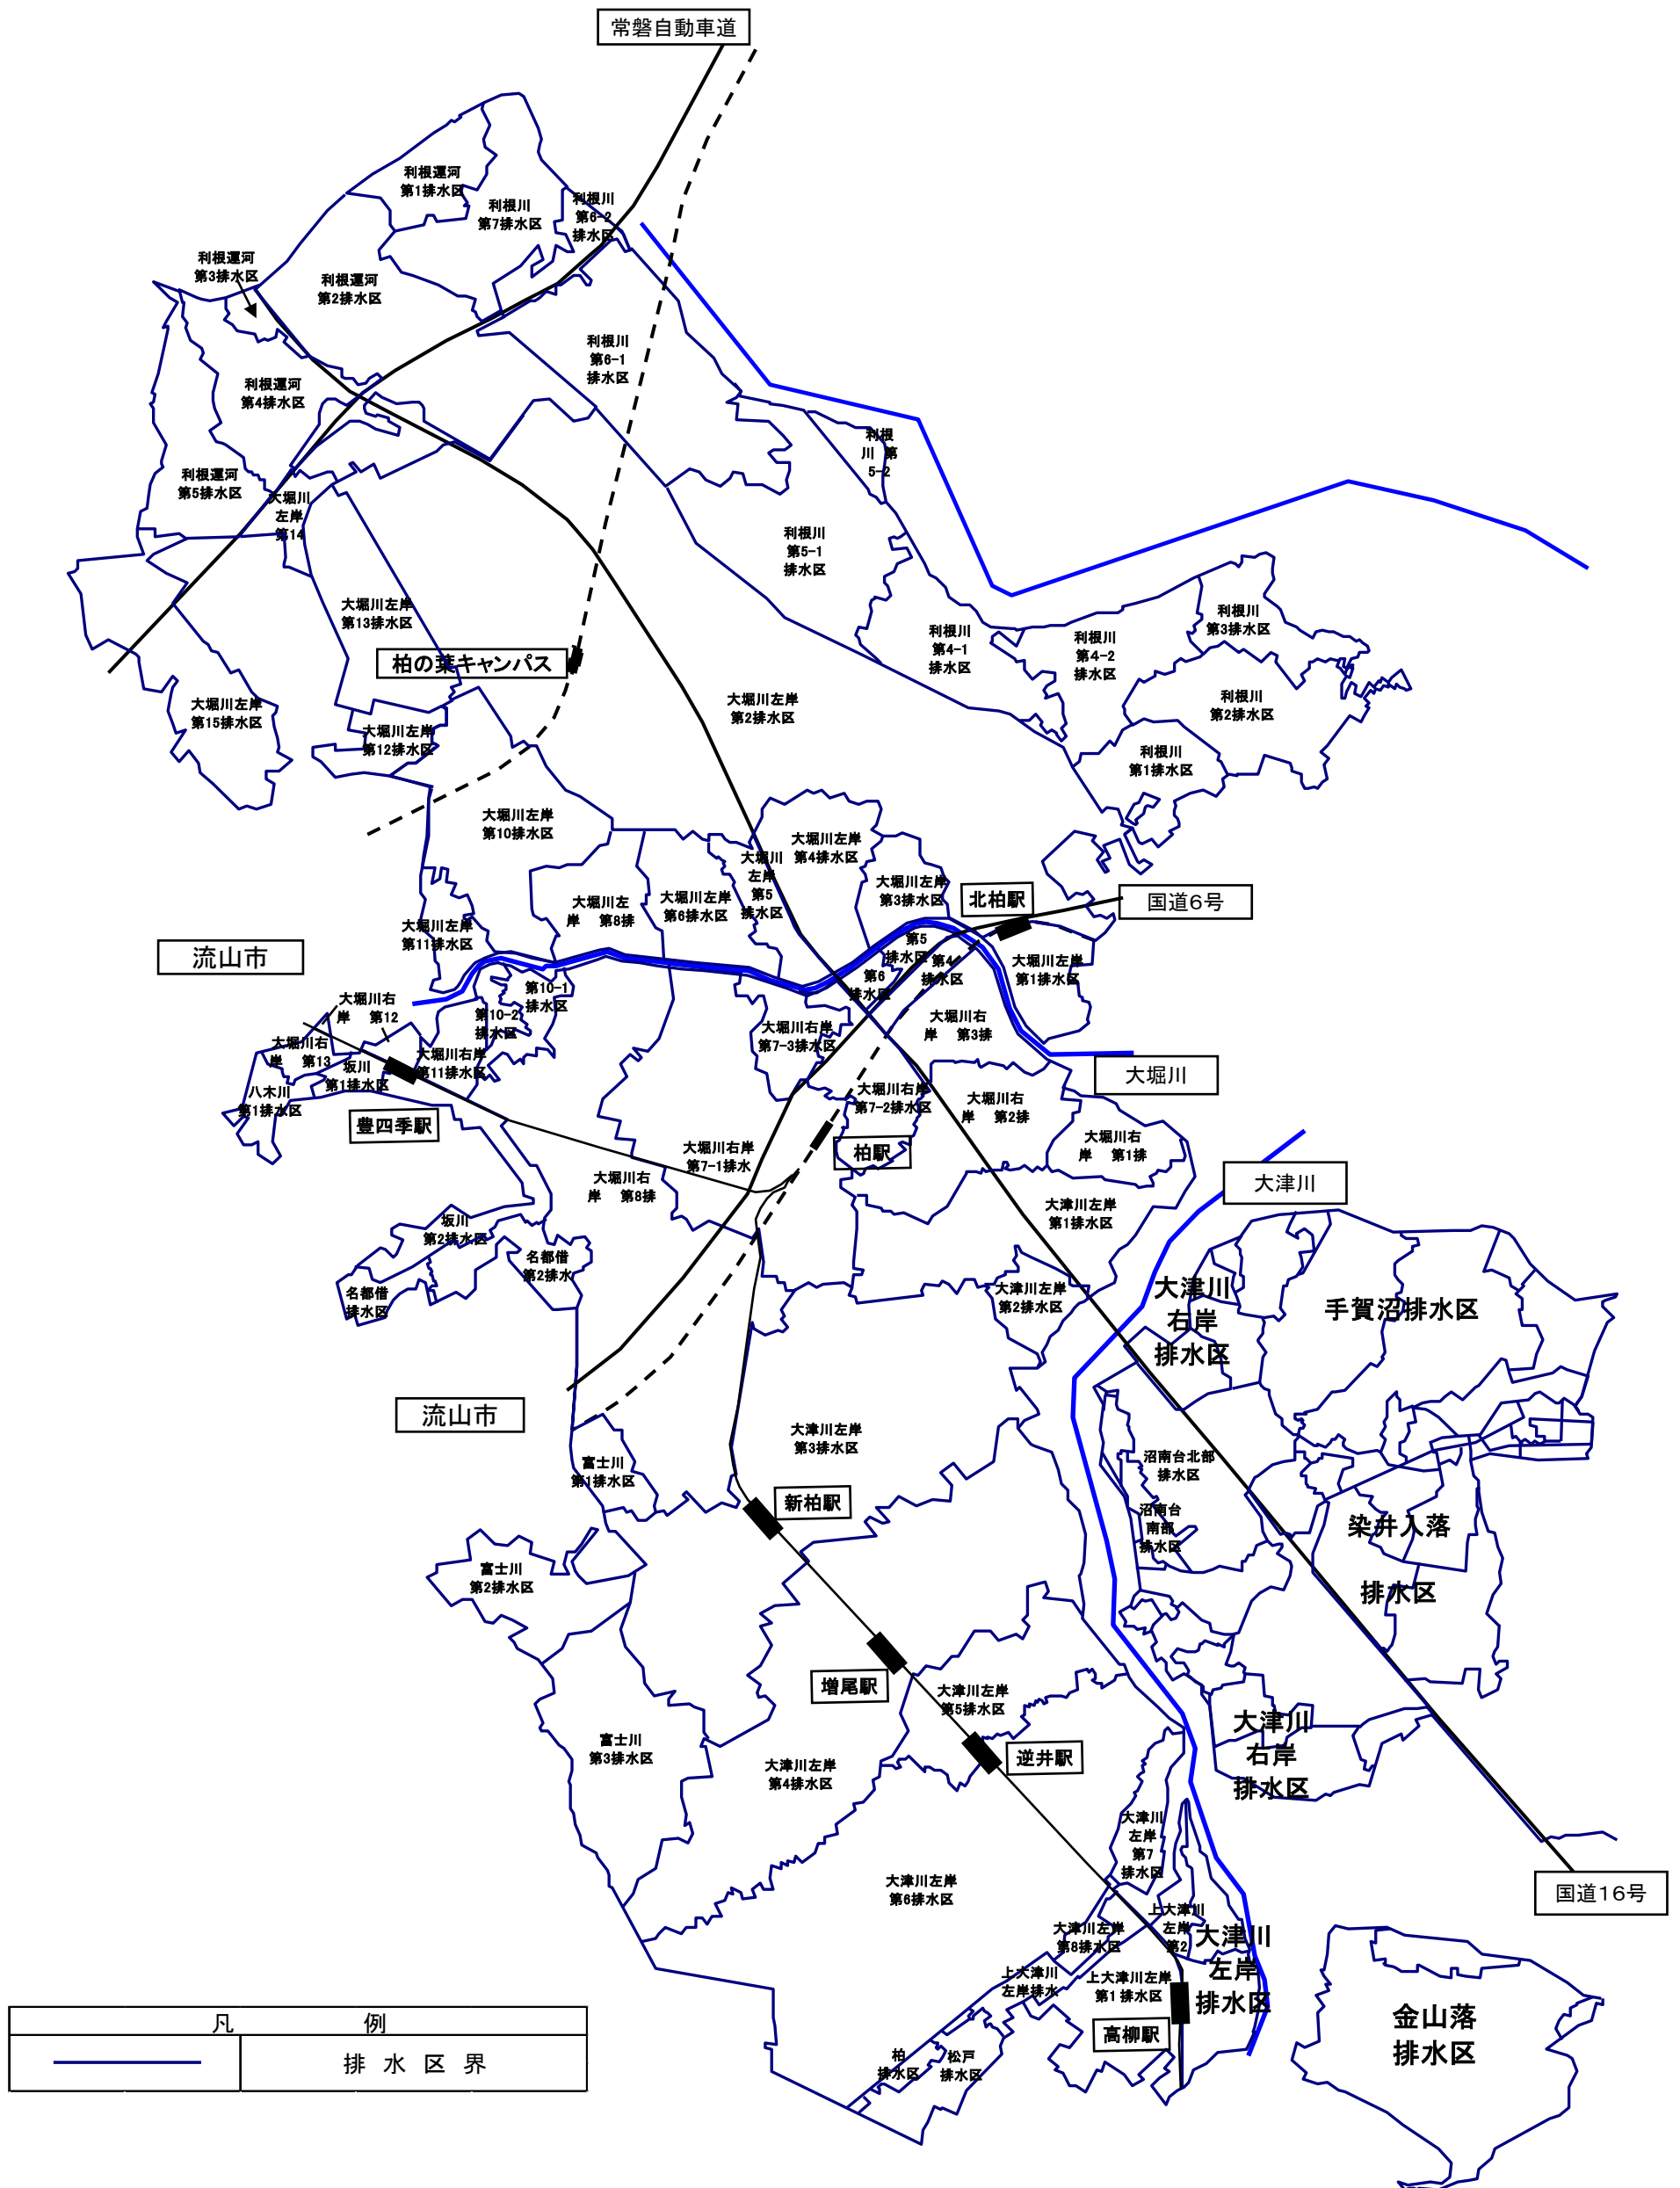 常磐自動車道
利根運河
第1排水区
利根川
第7排水区
利根川
第6-2
排水区
利根運河
第3排水区
利根運河
第2排水区
利根川
第6-1
排水区
利根運河
第4排水区
利根
川 第
5-2
利根運河
第5排水区
大堀川
左岸
第14
利根川
第5-1
排水区
大堀川左岸
第13排水区
利根川
第4-1
排水区
利根川
第4-2
排水区
利根川
第3排水区
柏の葉キャンパス
大堀川左岸
第15排水区
大堀川左岸
第12排水区
大堀川左岸
第2排水区
利根川
第2排水区
利根川
第1排水区
大堀川左岸
第10排水区
大堀川左岸
第4排水区
大堀川
左岸
第5
排水区
大堀川左
岸 第8排
大堀川左岸
第6排水区
大堀川左岸
第3排水区
北柏駅
国道6号
大堀川左岸
第11排水区
流山市
第5
排水区
第4
排水区
第6
排水区
大堀川左岸
第1排水区
第10-1
排水区
第10-2
排水区
大堀川右
岸 第12
大堀川右
岸 第13
坂川
第1排水区
大堀川右岸
第11排水区
八木川
第1排水区
豊四季駅
大堀川右岸
第7-3排水区
大堀川右
岸 第3排
大堀川
大堀川右岸
第7-2排水区
大堀川右
岸 第2排
大堀川右
岸 第1排
柏駅
大堀川右岸
第7-1排水
大堀川右
岸 第8排
大津川
大津川左岸
第1排水区
坂川
第2排水区
名都借
第2排水
名都借
排水区
大津川左岸
第2排水区
大津川
右岸
排水区
手賀沼排水区
流山市
大津川左岸
第3排水区
富士川
第1排水区
新柏駅
沼南台北部
排水区
沼南台
南部
排水区
染井入落
排水区
富士川
第2排水区
増尾駅
大津川左岸
第5排水区
富士川
第3排水区
大津川左岸
第4排水区
逆井駅
大津川
右岸
排水区
大津川
左岸
第7
排水区
大津川左岸
第6排水区
国道16号
上大津川
左岸
第2
大津川左岸
第8排水区
大津川
左岸
排水区
上大津川
左岸排水
上大津川左岸
第1排水区
高柳駅
金山落
排水区
柏
排水区
松戸
排水区
凡 例
排水区界